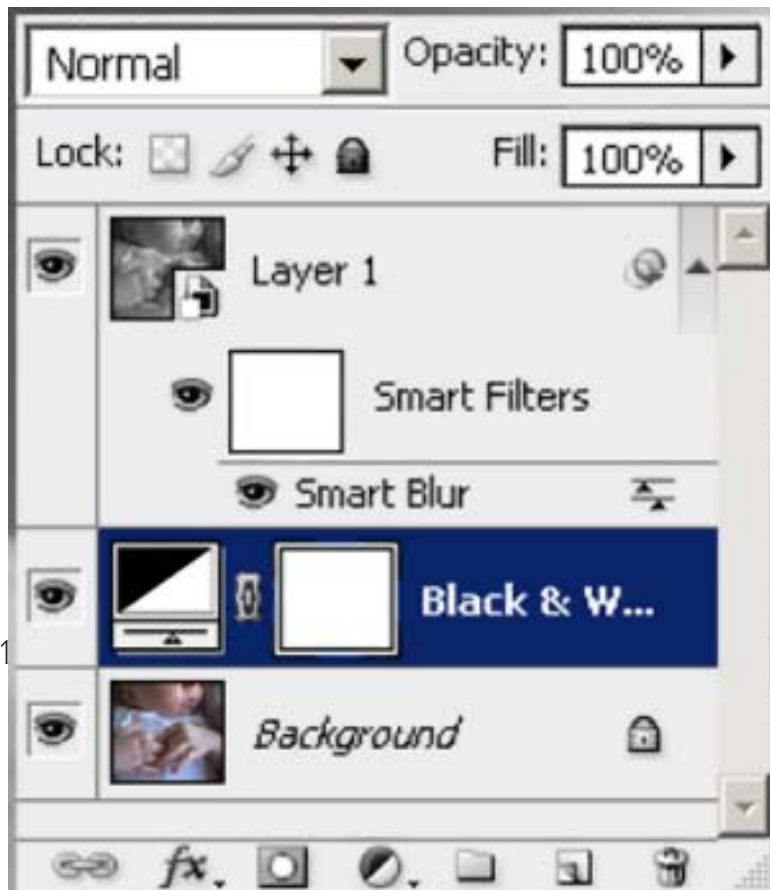 Normal Opacity: 100%
Lock: Fill: 100%
Layer 1
Smart Filters
Smart Blur
Black & W...
1
Background
fx.